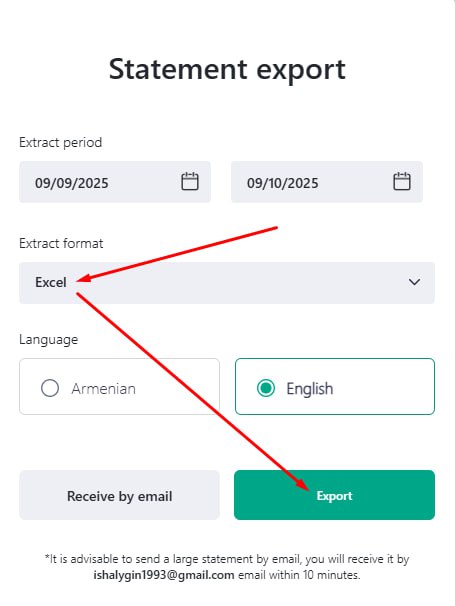 Statement export
Extract period
09/09/2025
09/10/2025
Extract format
Excel
Language
Armenian
English
Receive by email
Export
*It is advisable to send a large statement by email, you will receive it by
ishalygin1993@gmail.com email within 10 minutes.